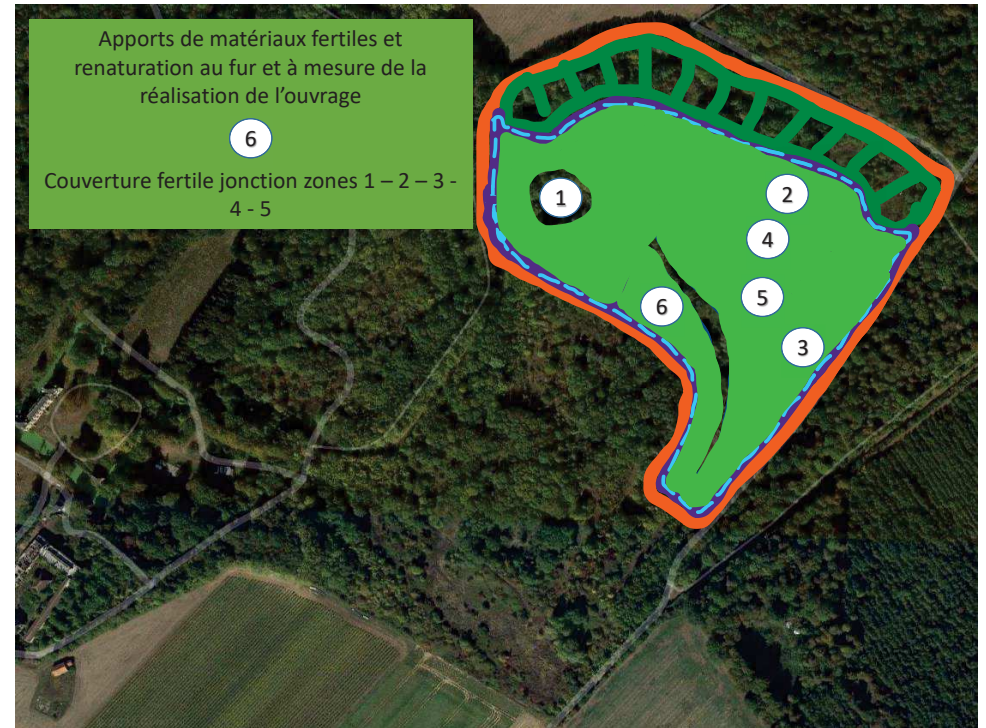 Apports de matériaux fertiles et
renaturation au fur et à mesure de la
réalisation de l’ouvrage
6
Couverture fertile jonction zones 1 – 2 – 3 -
4 - 5
1
2
4
5
6
3